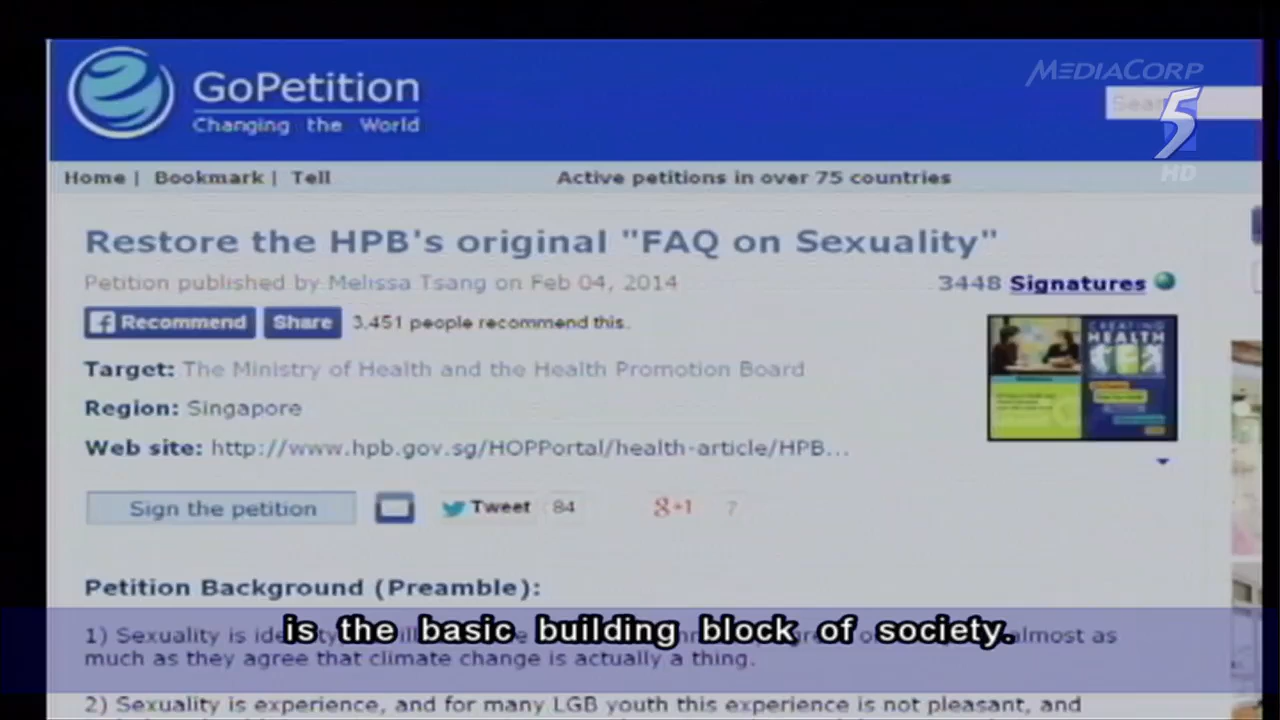 MEDIACORP
5
HD
GoPetition
Changing the World
Home | Bookmark | Tell
Active petitions in over 75 countries
Restore the HPB's original "FAQ on Sexuality"
Petition published by Melissa Tsang on Feb 04, 2014
3448 Signatures
Recommend Share 3,451 people recommend this.
CREATING
HEALTH
Target: The Ministry of Health and the Health Promotion Board
Region: Singapore
Web site: http://www.hpb.gov.sg/HOPPortal/health-article/HPB...
Sign the petition
Tweet 84
g+1 7
Petition Background (Preamble):
is the basic building block of society.
1) Sexuality is almost as
much as they agree that climate change is actually a thing.
2) Sexuality is experience, and for many LGB youth this experience is not pleasant, and